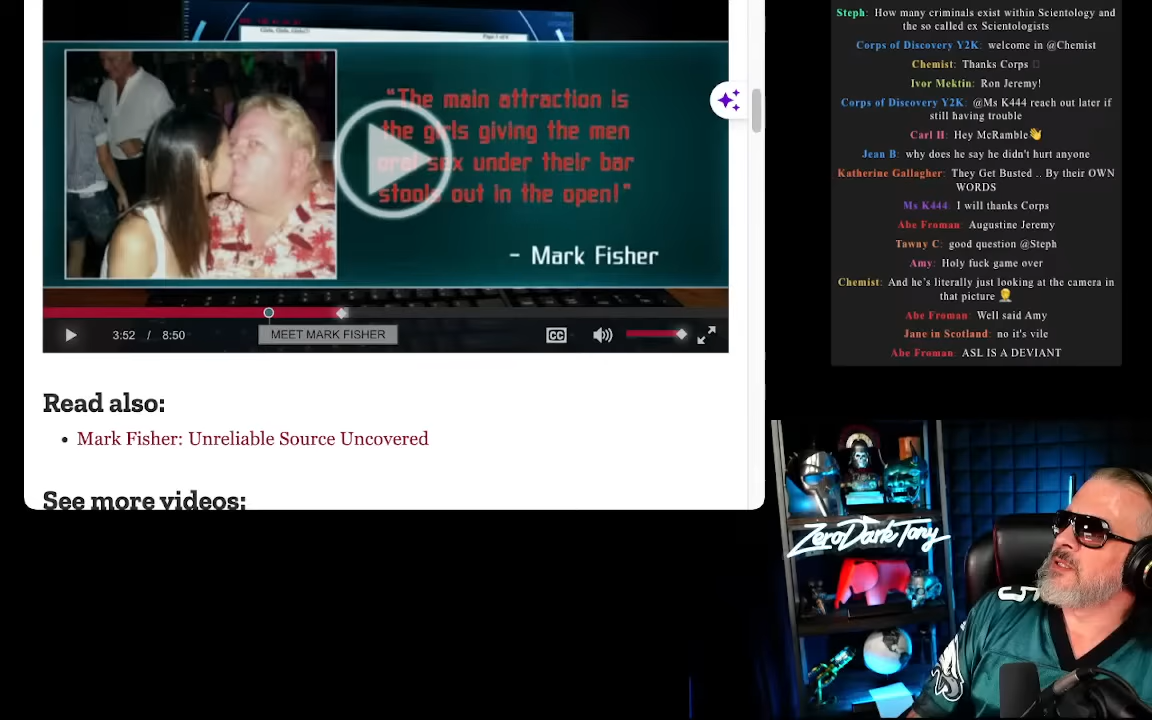 "The main attraction is
the girls giving the men
oral sex under their bar
stools out in the open!"
- Mark Fisher
3:52 / 8:50
MEET MARK FISHER
CC
Read also:
• Mark Fisher: Unreliable Source Uncovered
See more videos:
Steph: How many criminals exist within Scientology and
the so called ex Scientologists
Corps of Discovery Y2K: welcome in @Chemist
Chemist: Thanks Corps
Ivor Mektin: Ron Jeremy!
Corps of Discovery Y2K: @Ms K444 reach out later if
still having trouble
Carl H: Hey McRamble👋
Jean B: why does he say he didn't hurt anyone
Katherine Gallagher: They Get Busted .. By their OWN
WORDS
Ms K444: I will thanks Corps
Abe Froman: Augustine Jeremy
Tawny C: good question @Steph
Amy: Holy fuck game over
Chemist: And he's literally just looking at the camera in
that picture
Abe Froman: Well said Amy
Jane in Scotland: no it's vile
Abe Froman: ASL IS A DEVIANT
ZeroDarkTony